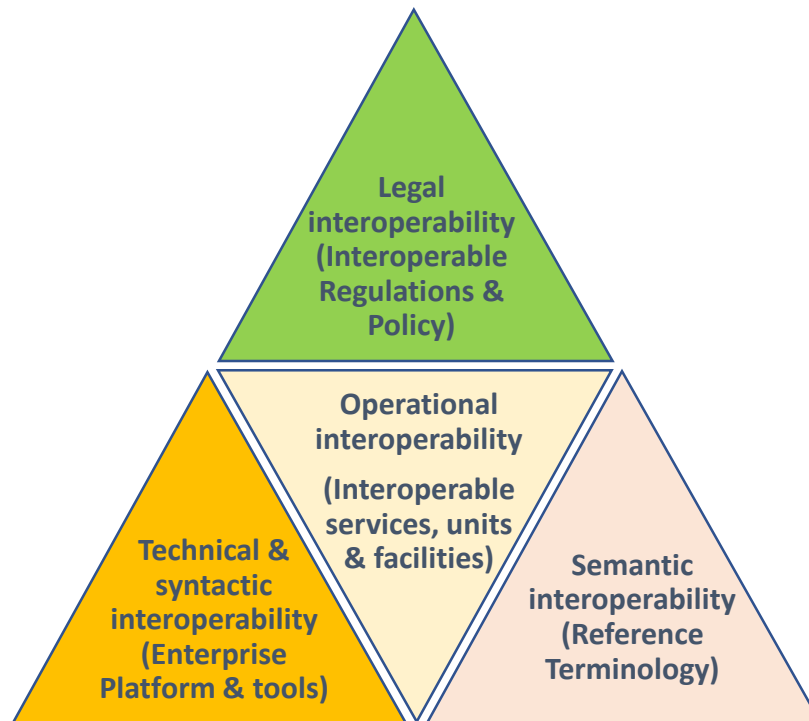 Legal
interoperability
(Interoperable
Regulations &
Policy)
Operational
interoperability
(Interoperable
services, units
& facilities)
Technical &
syntactic
interoperability
(Enterprise
Platform & tools)
Semantic
interoperability
(Reference
Terminology)